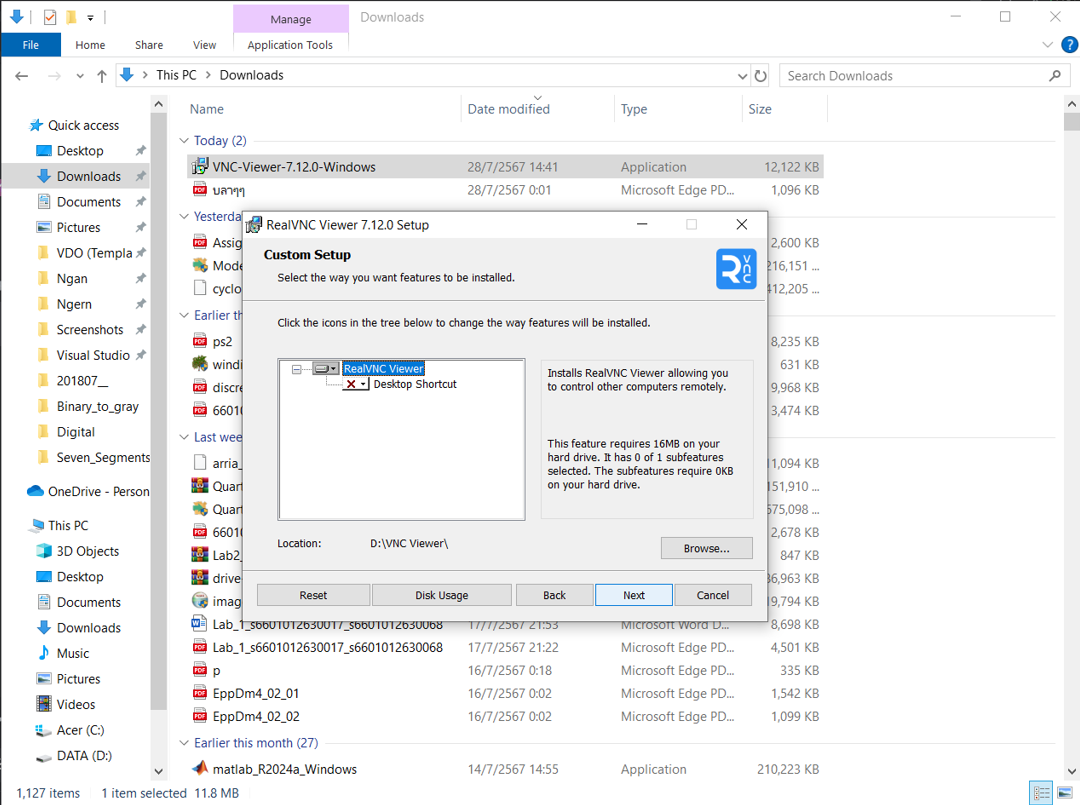 Manage
Downloads
File
Home
Share
View
Application Tools
This PC
Downloads
Search Downloads
Name
Date modified
Type
Size
Quick access
Desktop
Downloads
Documents
Pictures
VDO (Templa
Ngan
Ngern
Screenshots
Visual Studio
201807__
Binary_to_gray
Digital
Seven_Segments
OneDrive - Person
This PC
3D Objects
Desktop
Documents
Downloads
Music
Pictures
Videos
Acer (C:)
DATA (D:)
Today (2)
VNC-Viewer-7.12.0-Windows 28/7/2567 14:41 Application 12,122 KB
บลาๆๆ 28/7/2567 0:01 Microsoft Edge PD... 1,096 KB
Yesterda
Assig 2,600 KB
Mode 216,151 ...
cyclo 412,205 ...
Earlier th
ps2 8,235 KB
windi 631 KB
discre 9,968 KB
6601 3,474 KB
Last wee
arria_ 11,094 KB
Quart 151,910 ...
Quart 575,098 ...
6601 2,678 KB
Lab2_ 847 KB
drive 36,963 KB
imag 19,794 KB
Lab_1_s6601012630017_s6601012630068 17/7/2567 21:53 Microsoft Word D... 8,698 KB
Lab_1_s6601012630017_s6601012630068 17/7/2567 21:22 Microsoft Edge PD... 4,501 KB
p 16/7/2567 0:18 Microsoft Edge PD... 335 KB
EppDm4_02_01 16/7/2567 0:02 Microsoft Edge PD... 1,542 KB
EppDm4_02_02 16/7/2567 0:02 Microsoft Edge PD... 1,099 KB
Earlier this month (27)
matlab_R2024a_Windows 14/7/2567 14:55 Application 210,223 KB
RealVNC Viewer 7.12.0 Setup
Custom Setup
Select the way you want features to be installed.
R VNC
Click the icons in the tree below to change the way features will be installed.
RealVNC Viewer
Desktop Shortcut
Installs RealVNC Viewer allowing you
to control other computers remotely.
This feature requires 16MB on your
hard drive. It has 0 of 1 subfeatures
selected. The subfeatures require 0KB
on your hard drive.
Location: D:\VNC Viewer\
Browse...
Reset
Disk Usage
Back
Next
Cancel
1,127 items
1 item selected 11.8 MB